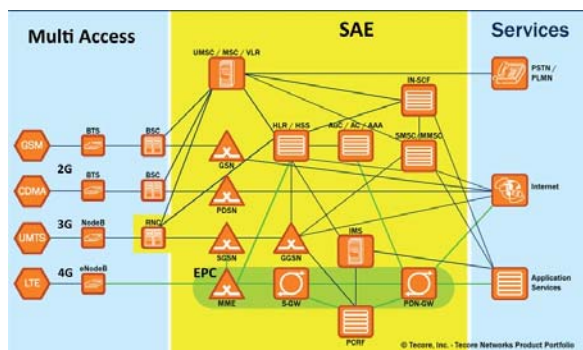 Multi Access
SAE
Services
UMSC / MSC / VLR
PSTN /
PLMN
IN-SCF
BTS
BSC
HLR / HSS
AGC / AC / AAA
SMSC /MMSC
GSM
GSN
2G
BTS
BSC
Internet
CDMA
PDSN
3G
NodeB
RNC
IMS
UMTS
SGSN
GGSN
4G
eNodeB
EPC
LTE
MME
S-GW
PDN-GW
Application
Services
PCRF
© Tecore, Inc. - Tecore Networks Product Portfolio